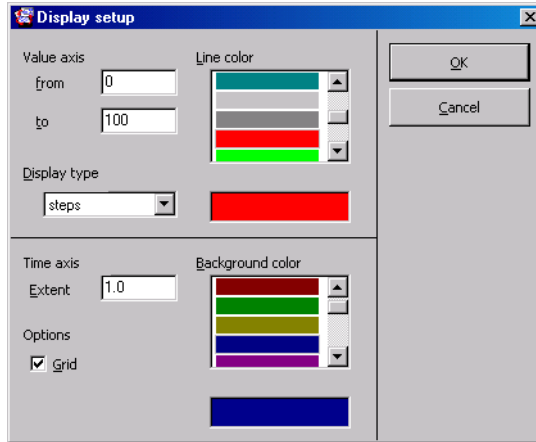 Display setup
Value axis
from 0
to 100
Line color
Display type
steps
OK
Cancel
Time axis
Extent 1.0
Background color
Options
Grid